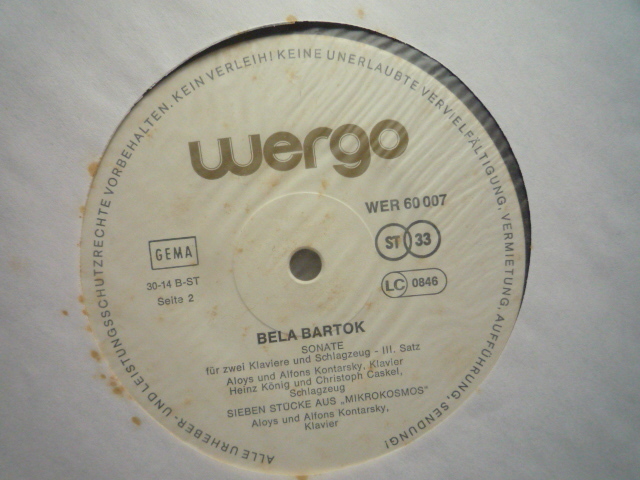 ALLE URHEBER- UND LEISTUNGSSCHUTZRECHTE VORBEHALTEN. KEIN VERLEIH! KEINE UNERLAUBTE VERVIELFÄLTIGUNG, VERMIETUNG, AUFFÜHRUNG, SENDUNG!
wergo
WER 60 007
GEMA
ST 33
30-14 B-ST
LC 0846
Seite 2
BELA BARTOK
SONATE
für zwei Klaviere und Schlagzeug - III. Satz
Aloys und Alfons Kontarsky, Klavier
Heinz König und Christoph Caskel,
Schlagzeug
SIEBEN STÜCKE AUS „MIKROKOSMOS"
Aloys und Alfons Kontarsky,
Klavier